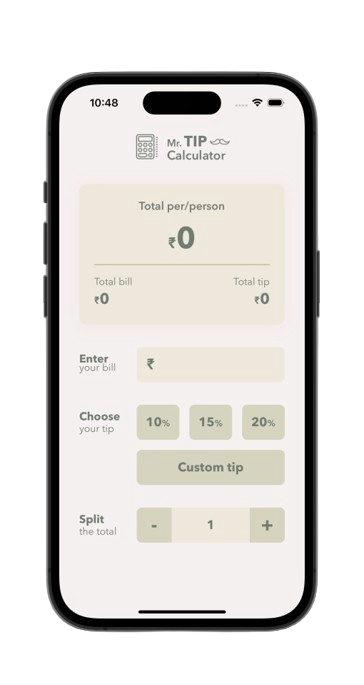 10:48
Mr. TIP
Calculator
Total per/person
₹0
Total bill
Total tip
₹0
₹0
Enter
your bill
₹
Choose
your tip
10%
15%
20%
Custom tip
Split
the total
-
1
+